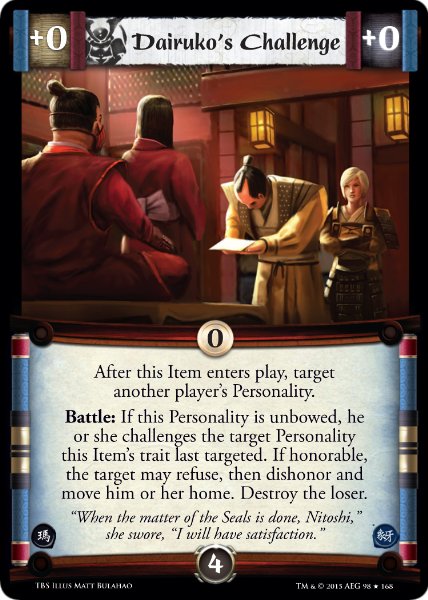 +0 Dairuko's Challenge +0
0
After this Item enters play, target
another player's Personality.
Battle: If this Personality is unbowed, he
or she challenges the target Personality
this Item's trait last targeted. If honorable,
the target may refuse, then dishonor and
move him or her home. Destroy the loser.
“When the matter of the Seals is done, Nitoshi,”
she swore, “I will have satisfaction.”
4
TBS ILLUS MATT BULAHAO TM & © 2015 AEG 98 ★ 168